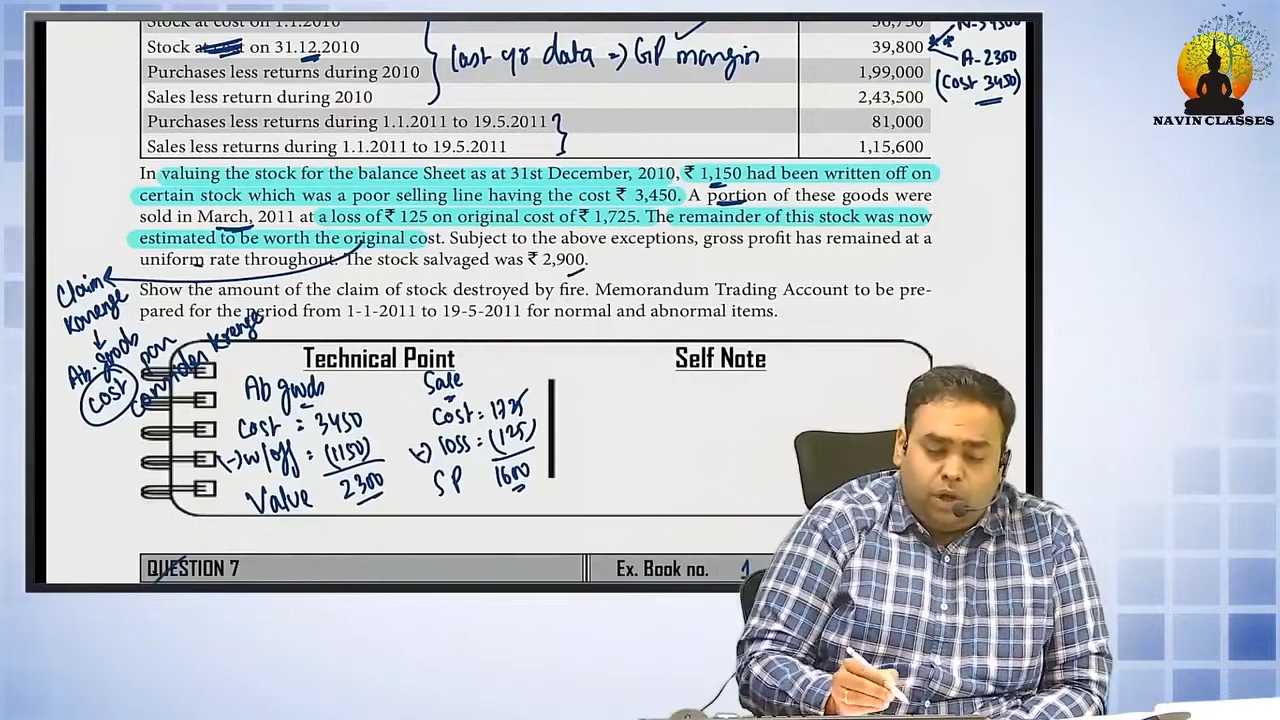 Stock at cost on 1.1.2010
Stock at cost on 31.12.2010 39,800 **
Purchases less returns during 2010 1,99,000
Sales less return during 2010 2,43,500
Purchases less returns during 1.1.2011 to 19.5.2011 81,000
Sales less returns during 1.1.2011 to 19.5.2011 1,15,600
last yr data => GP margin
A-2300
(Cost 3450)
NAVIN CLASSES
In valuing the stock for the balance Sheet as at 31st December, 2010, ₹ 1,150 had been written off on
certain stock which was a poor selling line having the cost ₹ 3,450. A portion of these goods were
sold in March, 2011 at a loss of ₹ 125 on original cost of ₹ 1,725. The remainder of this stock was now
estimated to be worth the original cost. Subject to the above exceptions, gross profit has remained at a
uniform rate throughout. The stock salvaged was ₹ 2,900.
Show the amount of the claim of stock destroyed by fire. Memorandum Trading Account to be pre-
pared for the period from 1-1-2011 to 19-5-2011 for normal and abnormal items.
Claim
Ab. goods
cost
Technical Point
Self Note
Ab goods
Cost = 3450
(-) w/off = (1150)
Value 2300
Sale
Cost = 1725
(-) loss = (125)
SP 1600
QUESTION 7
Ex. Book no. 1